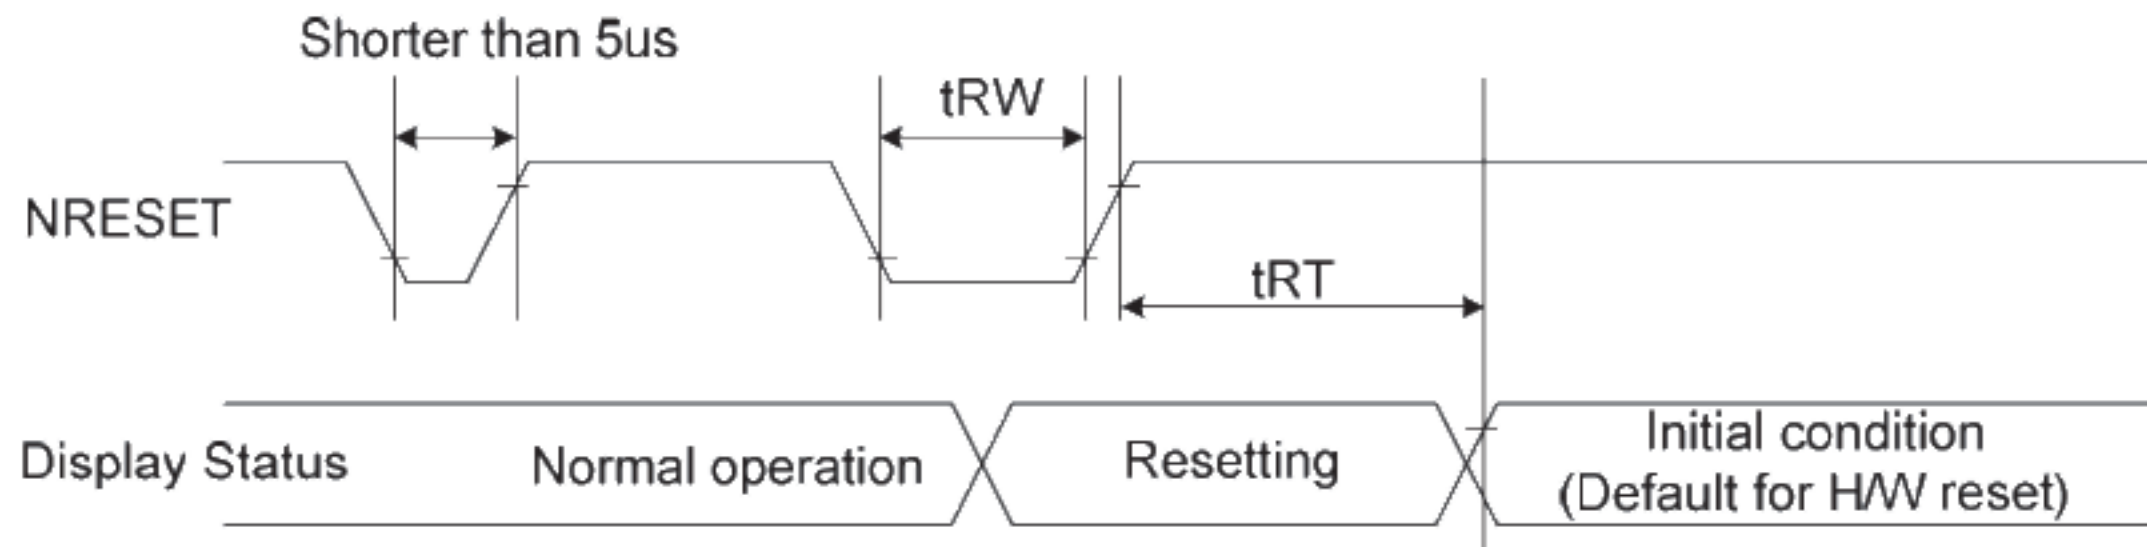 Shorter than 5us
tRW
NRESET
tRT
Display Status
Normal operation
Resetting
Initial condition
(Default for H/W reset)